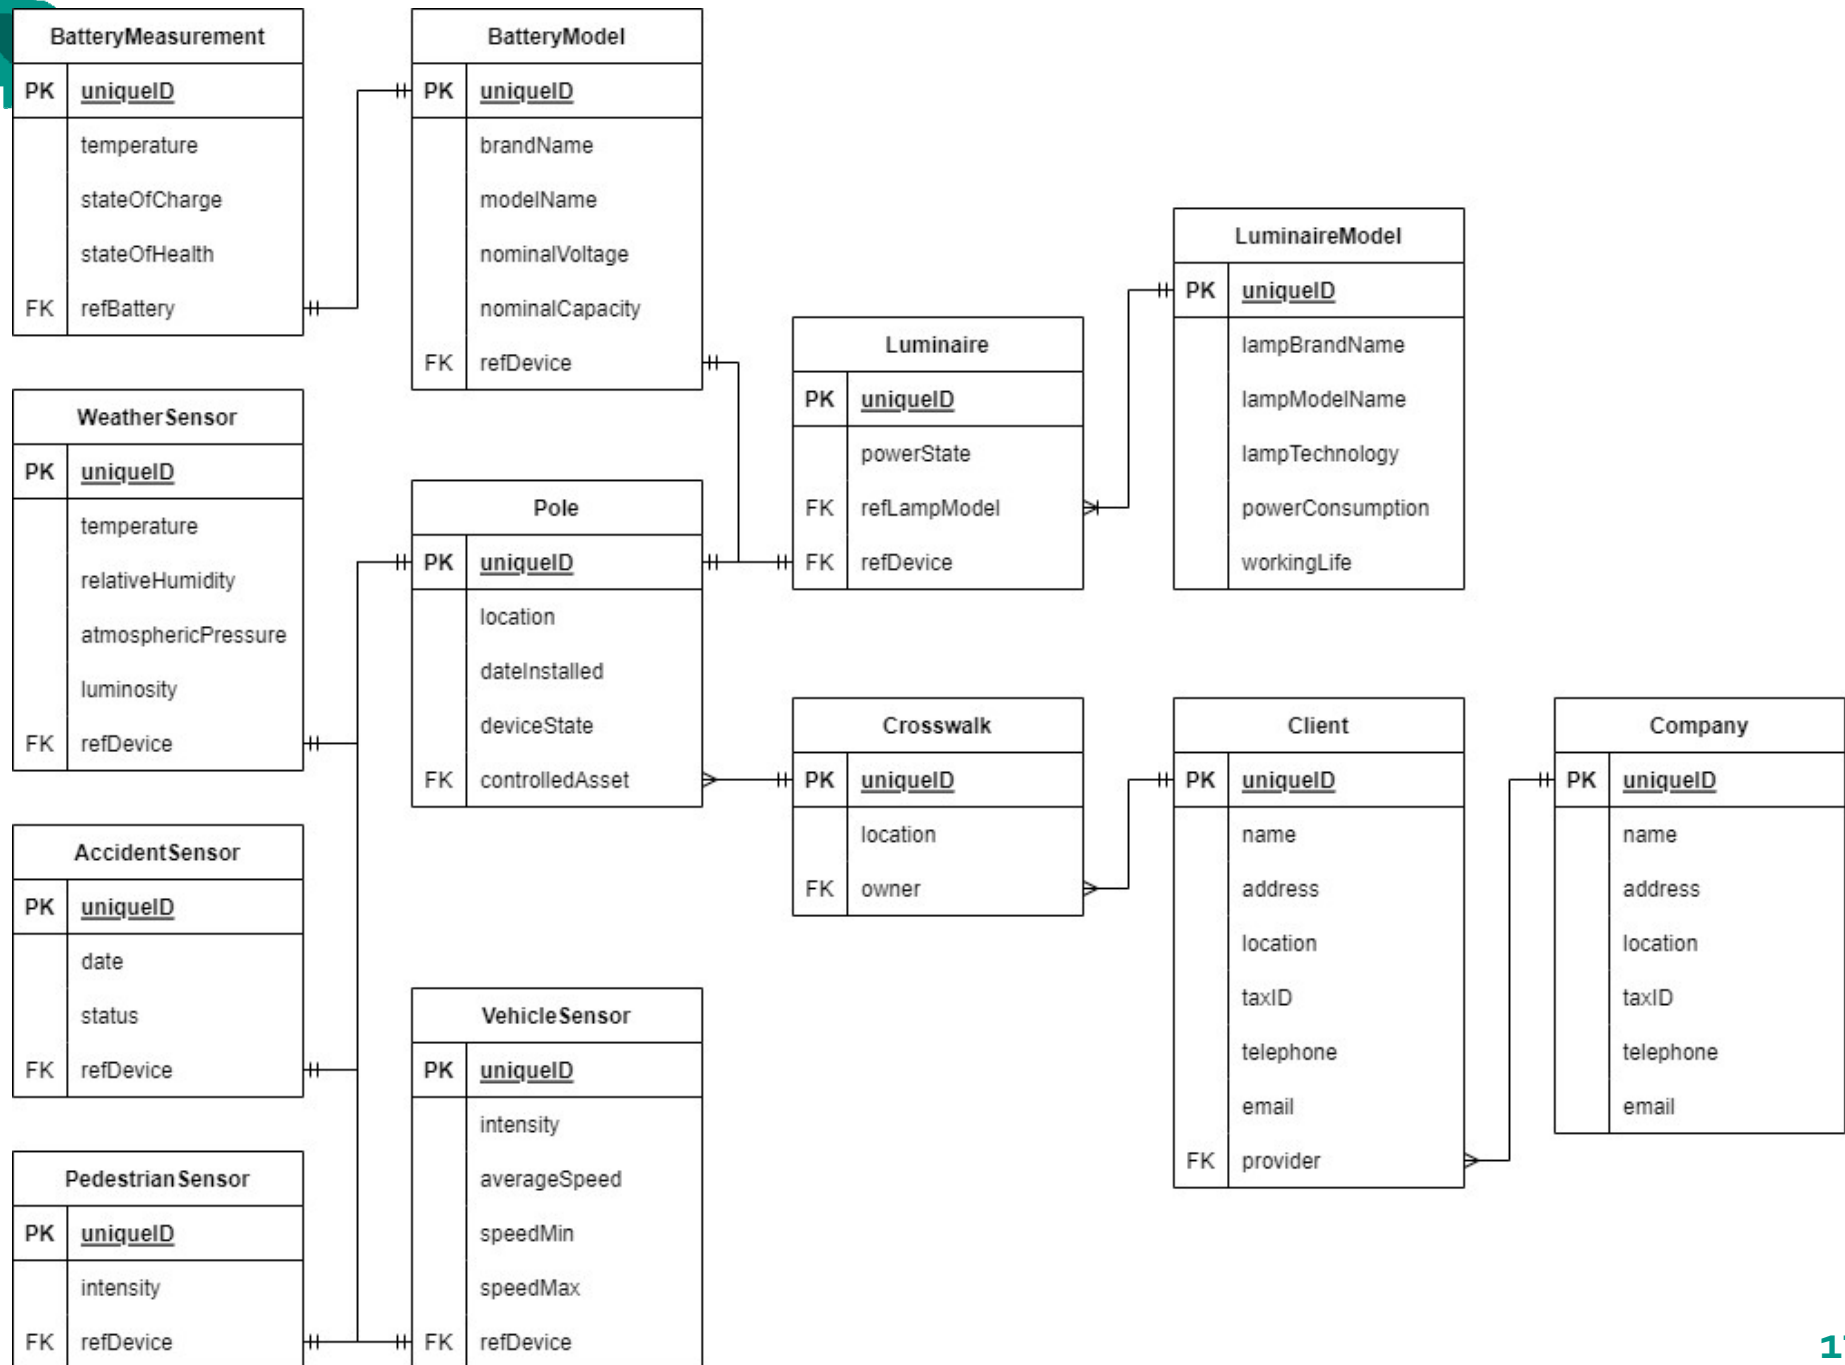 BatteryMeasurement
PK uniqueID
temperature
stateOfCharge
stateOfHealth
FK refBattery
BatteryModel
PK uniqueID
brandName
modelName
nominalVoltage
nominalCapacity
FK refDevice
LuminaireModel
PK uniqueID
lampBrandName
lampModelName
lampTechnology
powerConsumption
workingLife
Luminaire
PK uniqueID
powerState
FK refLampModel
FK refDevice
WeatherSensor
PK uniqueID
temperature
relativeHumidity
atmosphericPressure
luminosity
FK refDevice
Pole
PK uniqueID
location
dateInstalled
deviceState
FK controlledAsset
Crosswalk
PK uniqueID
location
FK owner
Client
PK uniqueID
name
address
location
taxID
telephone
email
FK provider
Company
PK uniqueID
name
address
location
taxID
telephone
email
AccidentSensor
PK uniqueID
date
status
FK refDevice
VehicleSensor
PK uniqueID
intensity
averageSpeed
speedMin
speedMax
FK refDevice
PedestrianSensor
PK uniqueID
intensity
FK refDevice